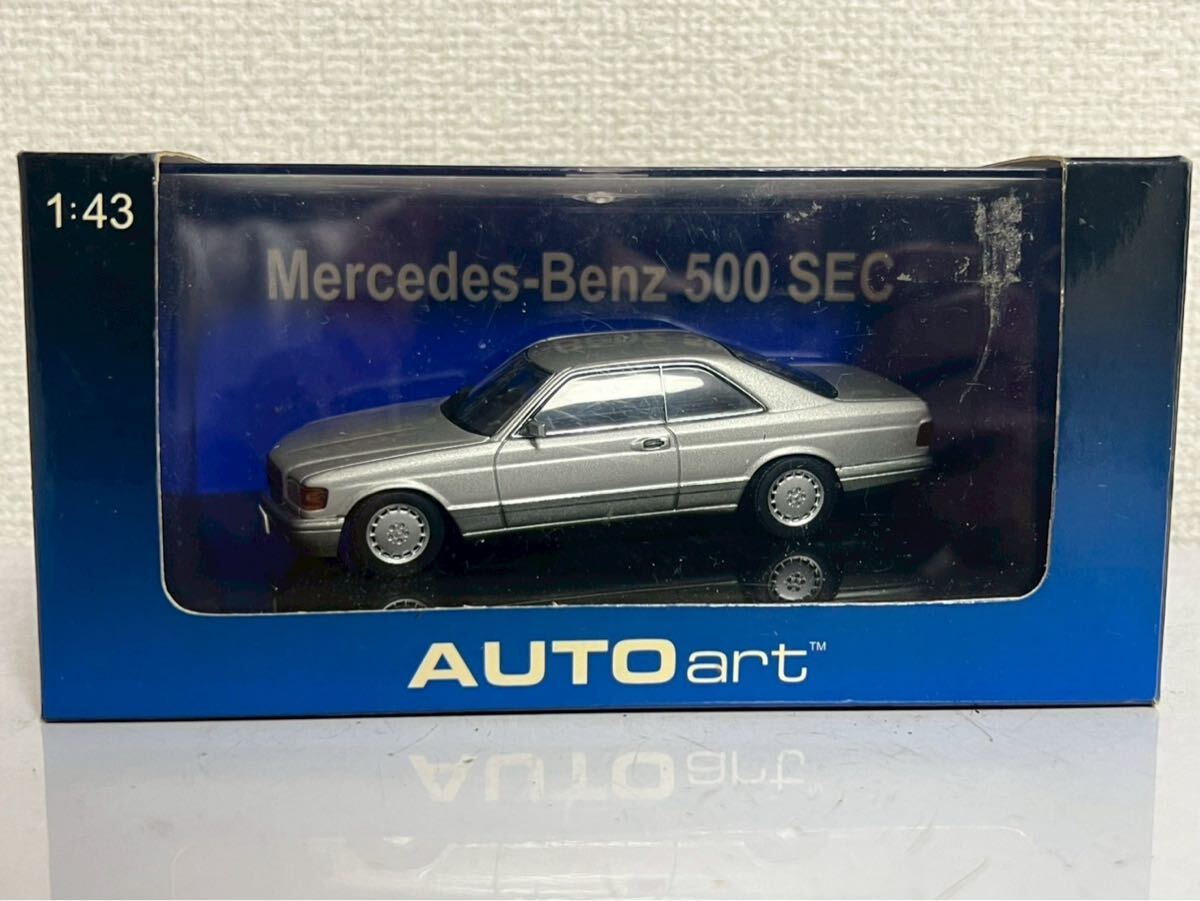 1:43
Mercedes-Benz 500 SEC
AUTOart™